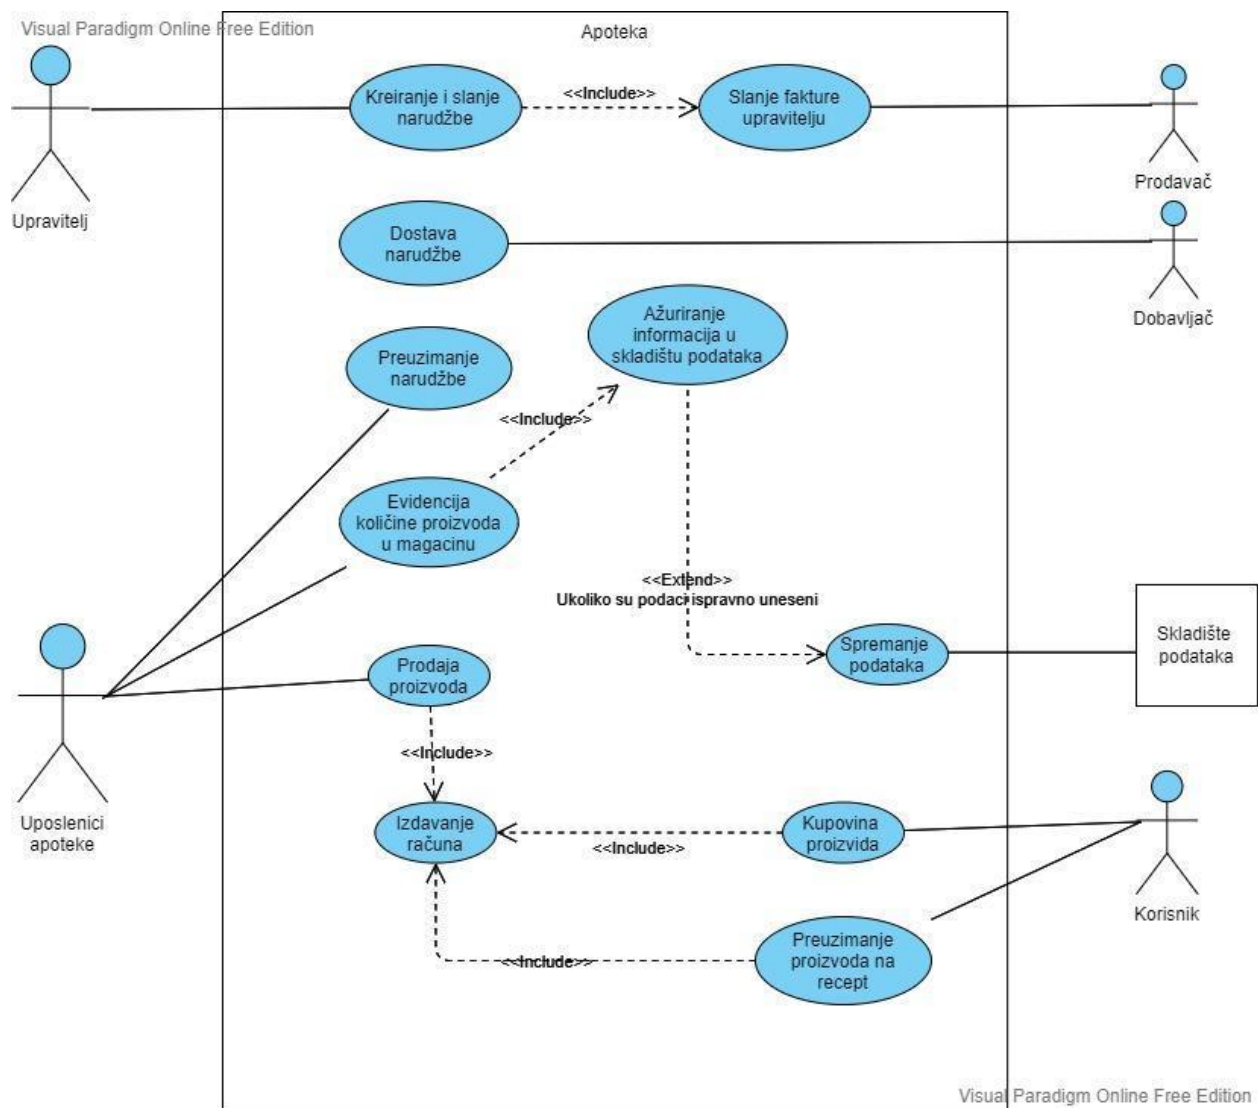 Visual Paradigm Online Free Edition
Apoteka
Kreiranje i slanje
narudžbe
<<Include>>
Slanje fakture
upravitelju
Prodavač
Upravitelj
Dostava
narudžbe
Dobavljač
Ažuriranje
informacija u
skladištu podataka
Preuzimanje
narudžbe
<<Include>>
Evidencija
količine proizvoda
u magacinu
<<Extend>>
Ukoliko su podaci ispravno uneseni
Skladište
podataka
Spremanje
podataka
Prodaja
proizvoda
<<Include>>
Uposlenici
apoteke
Izdavanje
računa
<<Include>>
Kupovina
proizvida
Korisnik
Preuzimanje
proizvoda na
recept
<<Include>>
Visual Paradigm Online Free Edition